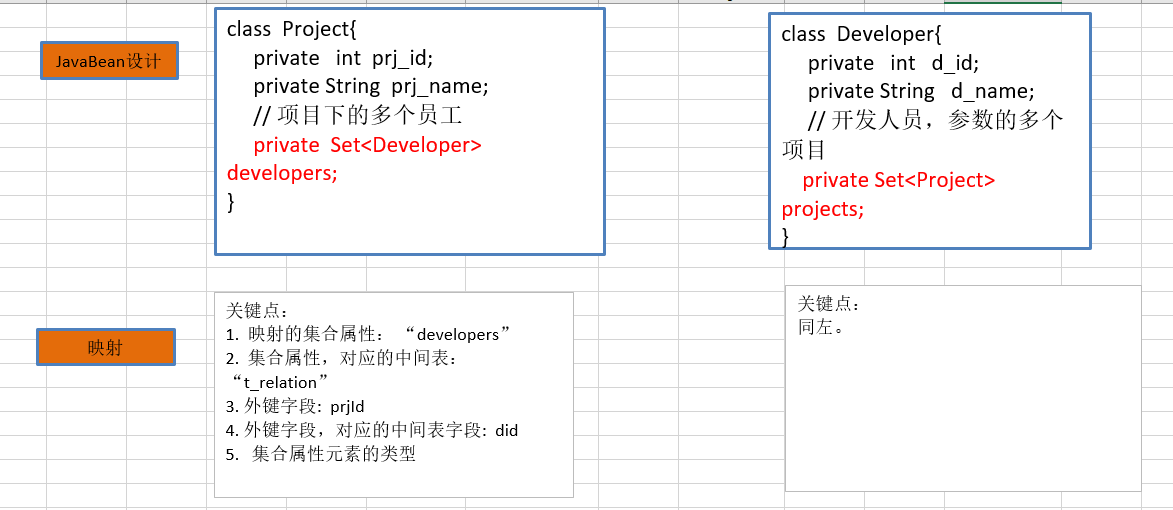 JavaBean设计
class Project{
private int prj_id;
private String prj_name;
// 项目下的多个员工
private Set<Developer>
developers;
}
class Developer{
private int d_id;
private String d_name;
// 开发人员，参数的多个
项目
private Set<Project>
projects;
}
映射
关键点：
1. 映射的集合属性： “developers”
2. 集合属性，对应的中间表：
“t_relation”
3. 外键字段: prjId
4. 外键字段，对应的中间表字段: did
5. 集合属性元素的类型
关键点：
同左。